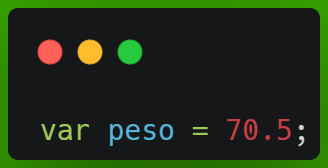 var peso = 70.5;